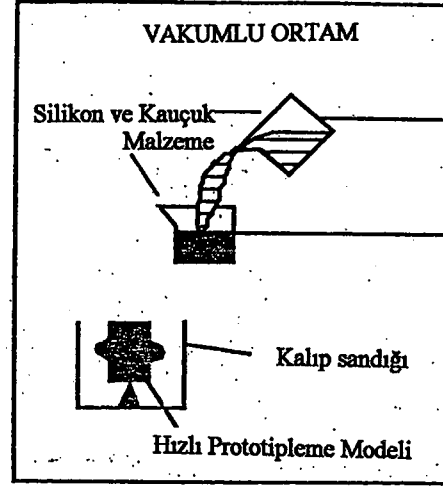 VAKUMLU ORTAM
Silikon ve Kauçuk
Malzeme
Kalıp sandığı
Hızlı Prototipleme Modeli